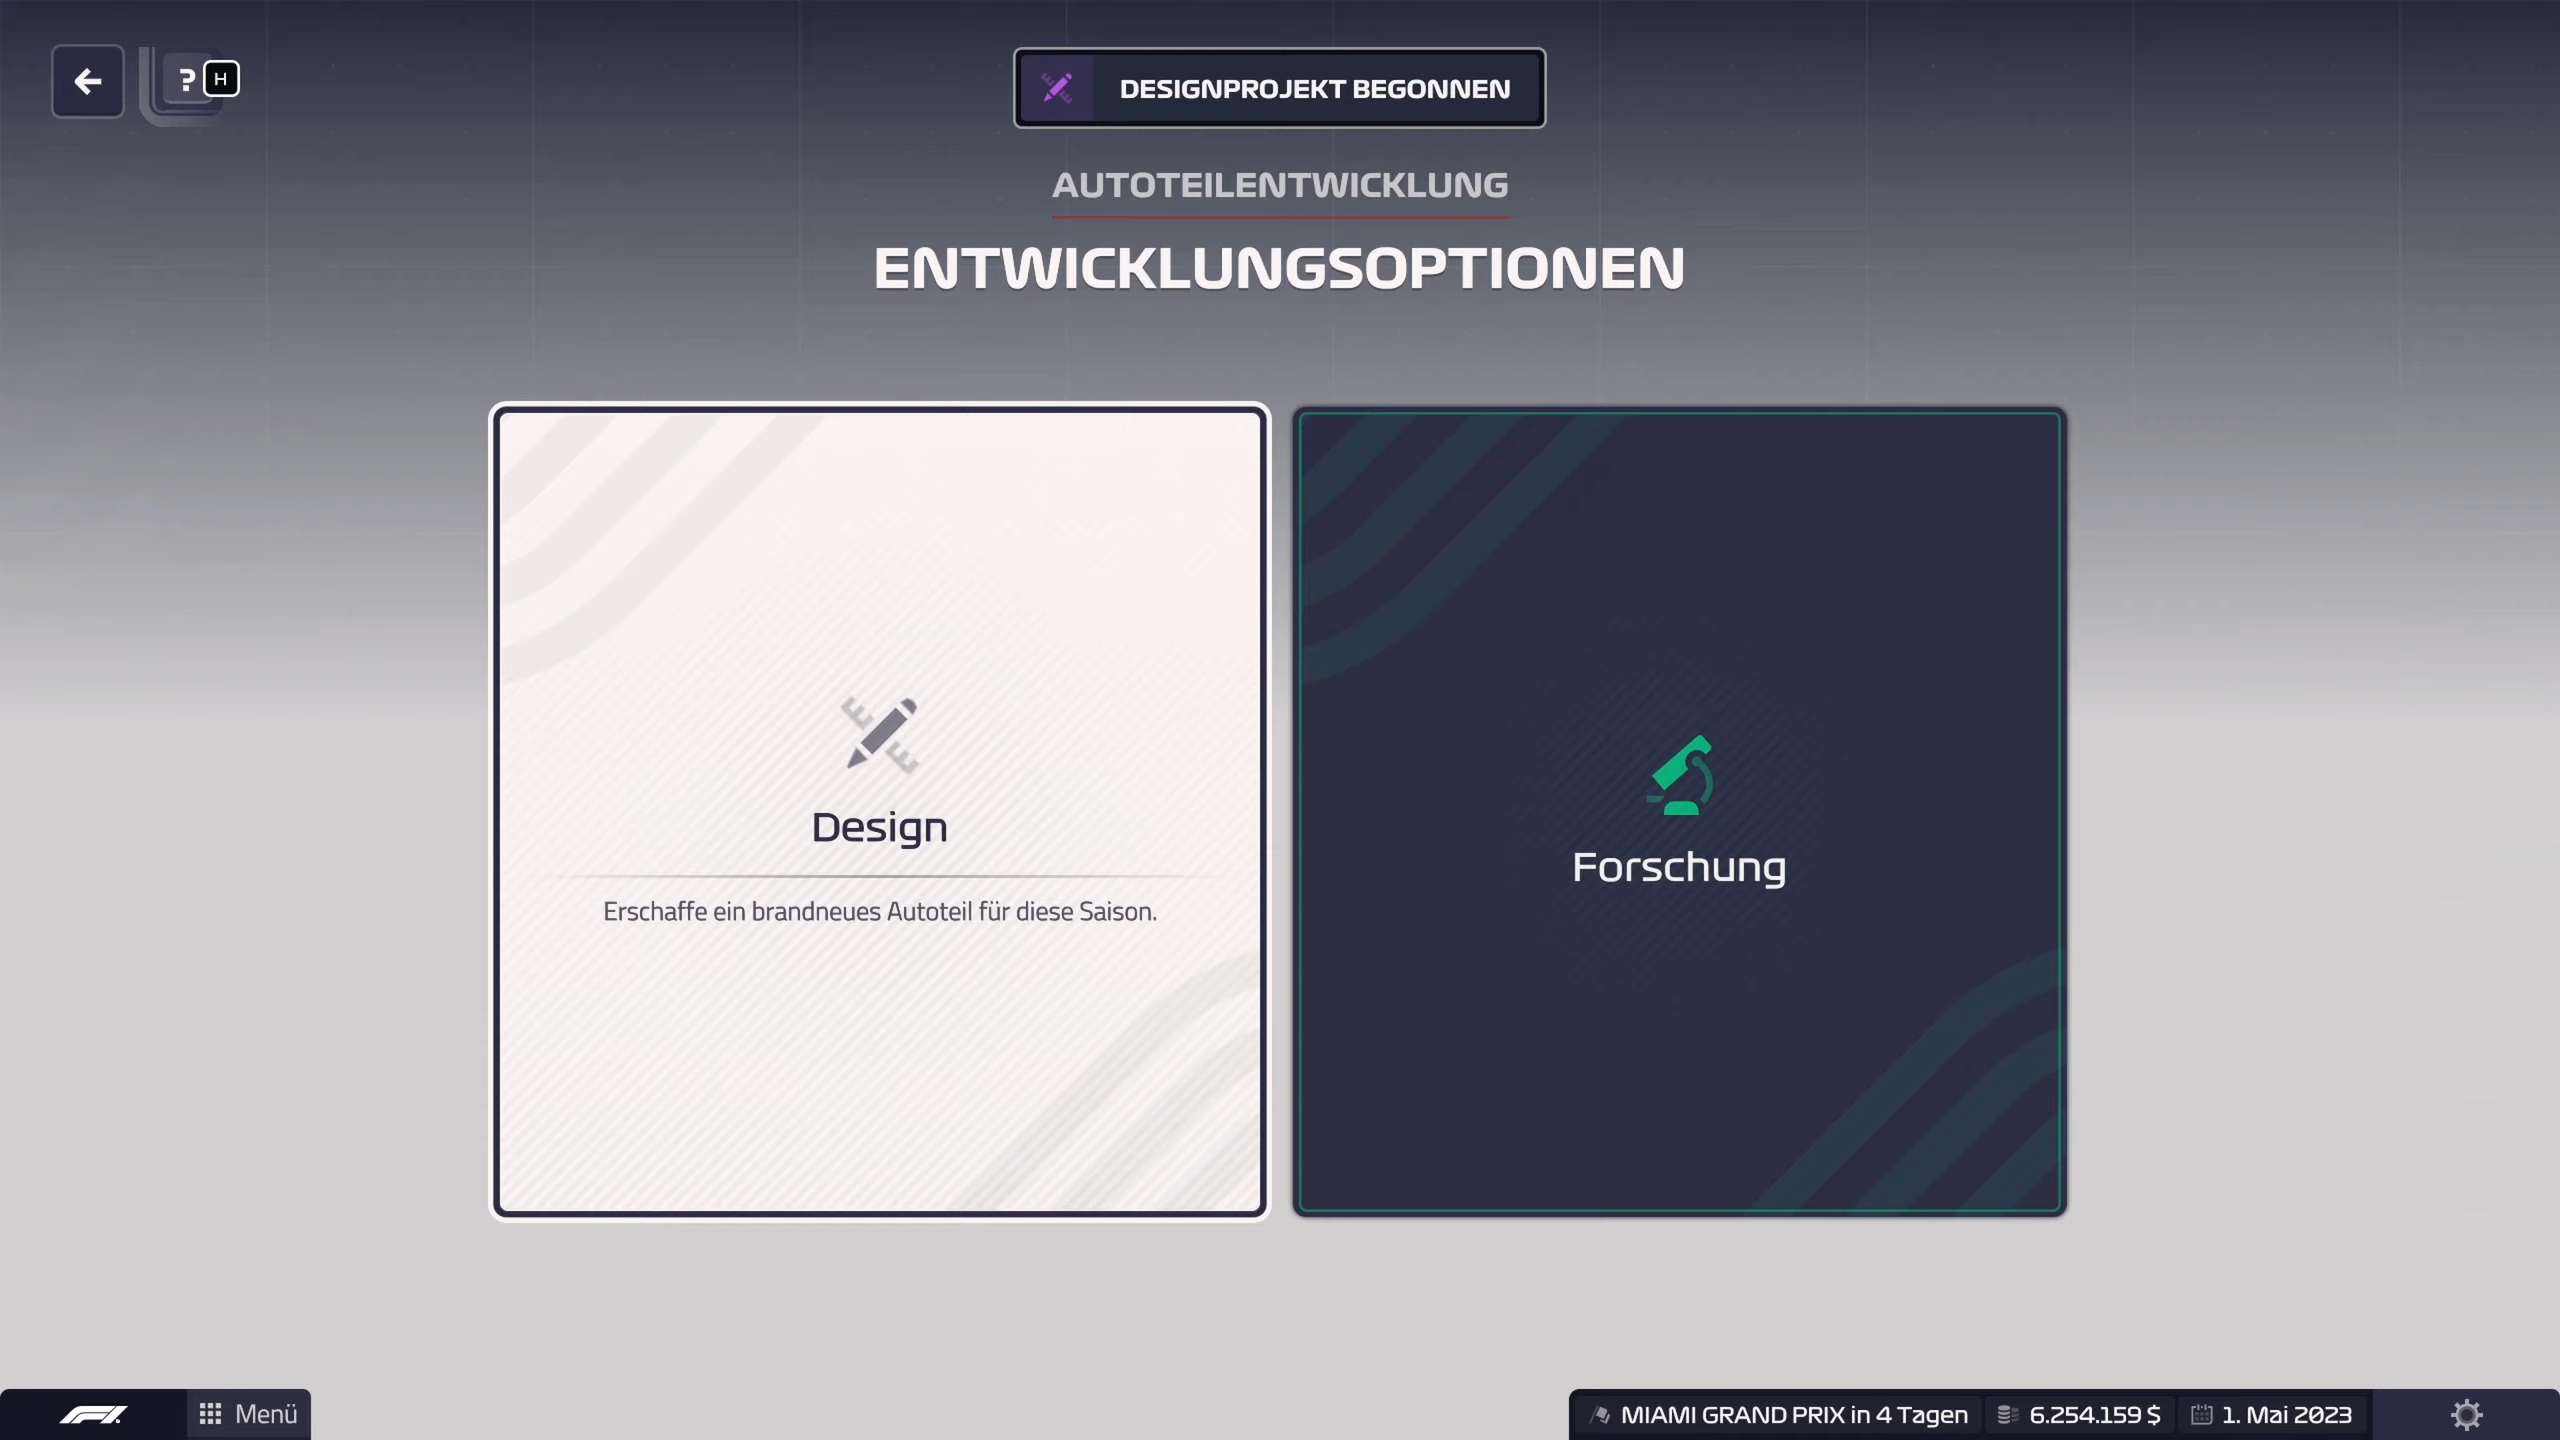 ? H
DESIGNPROJEKT BEGONNEN
AUTOTEILENTWICKLUNG
ENTWICKLUNGSOPTIONEN
Design
Erschaffe ein brandneues Autoteil für diese Saison.
Forschung
Menü
MIAMI GRAND PRIX in 4 Tagen
6.254.159 $
1. Mai 2023